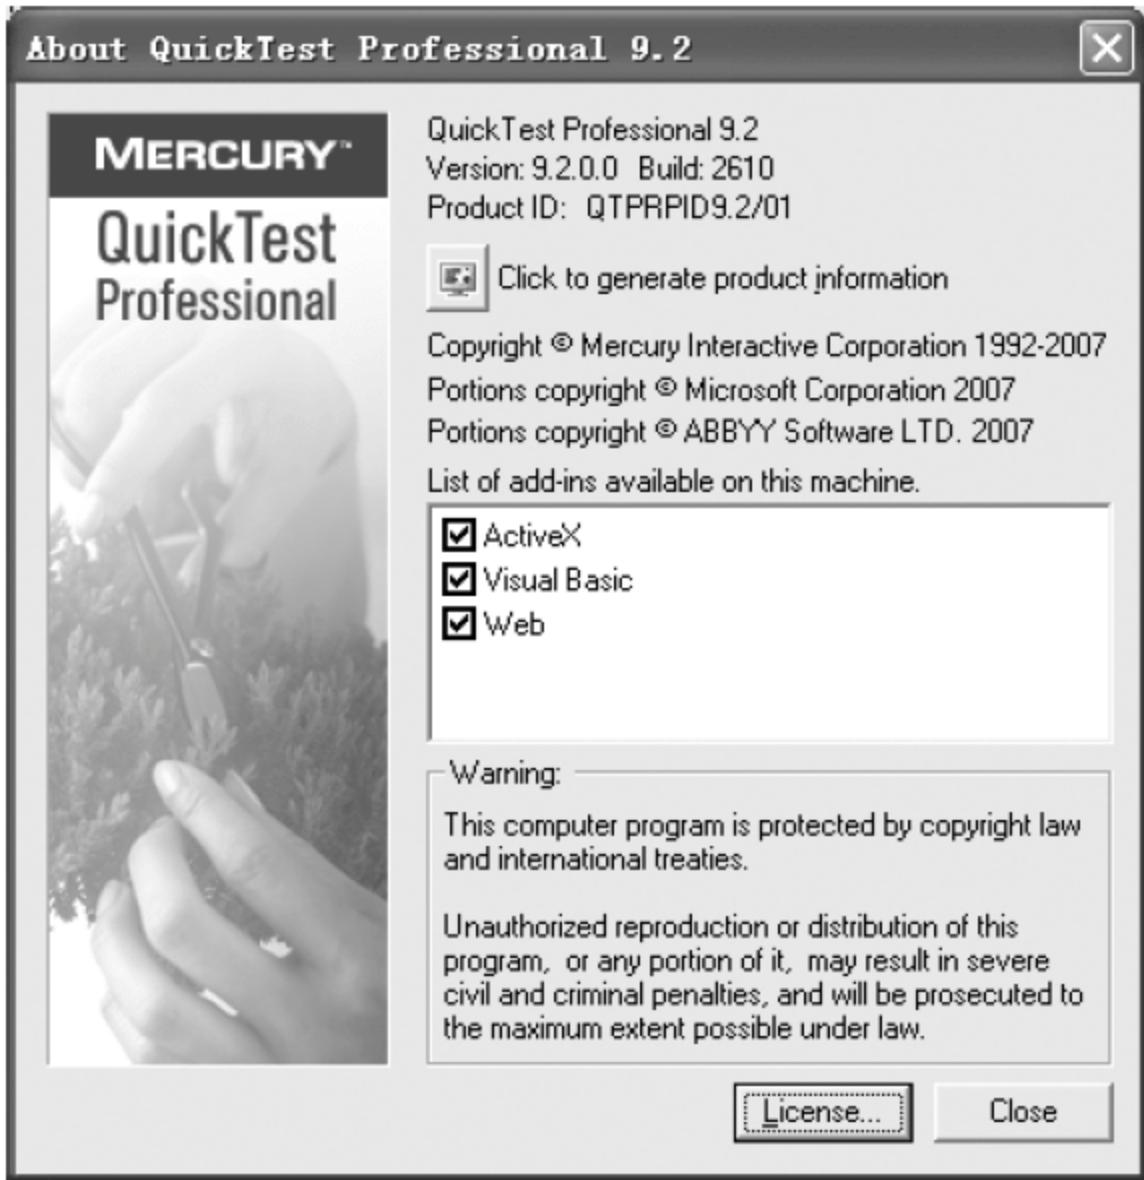 About QuickTest Professional 9.2
MERCURY™
QuickTest
Professional
QuickTest Professional 9.2
Version: 9.2.0.0 Build: 2610
Product ID: QTPRPID9.2/01
Click to generate product information
Copyright © Mercury Interactive Corporation 1992-2007
Portions copyright © Microsoft Corporation 2007
Portions copyright © ABBYY Software LTD. 2007
List of add-ins available on this machine.
ActiveX
Visual Basic
Web
Warning:
This computer program is protected by copyright law
and international treaties.
Unauthorized reproduction or distribution of this
program, or any portion of it, may result in severe
civil and criminal penalties, and will be prosecuted to
the maximum extent possible under law.
License...
Close